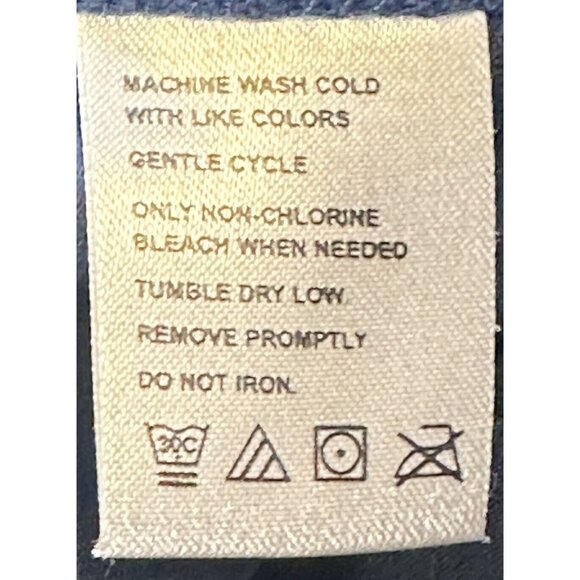 MACHINE WASH COLD
WITH LIKE COLORS
GENTLE CYCLE
ONLY NON-CHLORINE
BLEACH WHEN NEEDED
TUMBLE DRY LOW
REMOVE PROMPTLY
DO NOT IRON.
30C